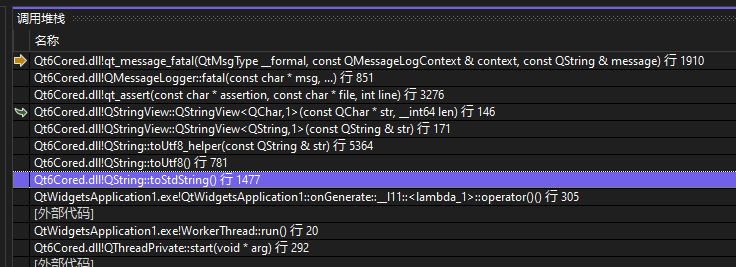 调用堆栈
名称
Qt6Cored.dll!qt_message_fatal(QtMsgType __formal, const QMessageLogContext & context, const QString & message) 行 1910
Qt6Cored.dll!QMessageLogger::fatal(const char * msg, ...) 行 851
Qt6Cored.dll!qt_assert(const char * assertion, const char * file, int line) 行 3276
Qt6Cored.dll!QStringView::QStringView<QChar,1>(const QChar * str, __int64 len) 行 146
Qt6Cored.dll!QStringView::QStringView<QString,1>(const QString & str) 行 171
Qt6Cored.dll!QString::toUtf8_helper(const QString & str) 行 5364
Qt6Cored.dll!QString::toUtf8() 行 781
Qt6Cored.dll!QString::toStdString() 行 1477
QtWidgetsApplication1.exe!QtWidgetsApplication1::onGenerate::__l11::<lambda_1>::operator()() 行 305
[外部代码]
QtWidgetsApplication1.exe!WorkerThread::run() 行 20
Qt6Cored.dll!QThreadPrivate::start(void * arg) 行 292
[外部代码]